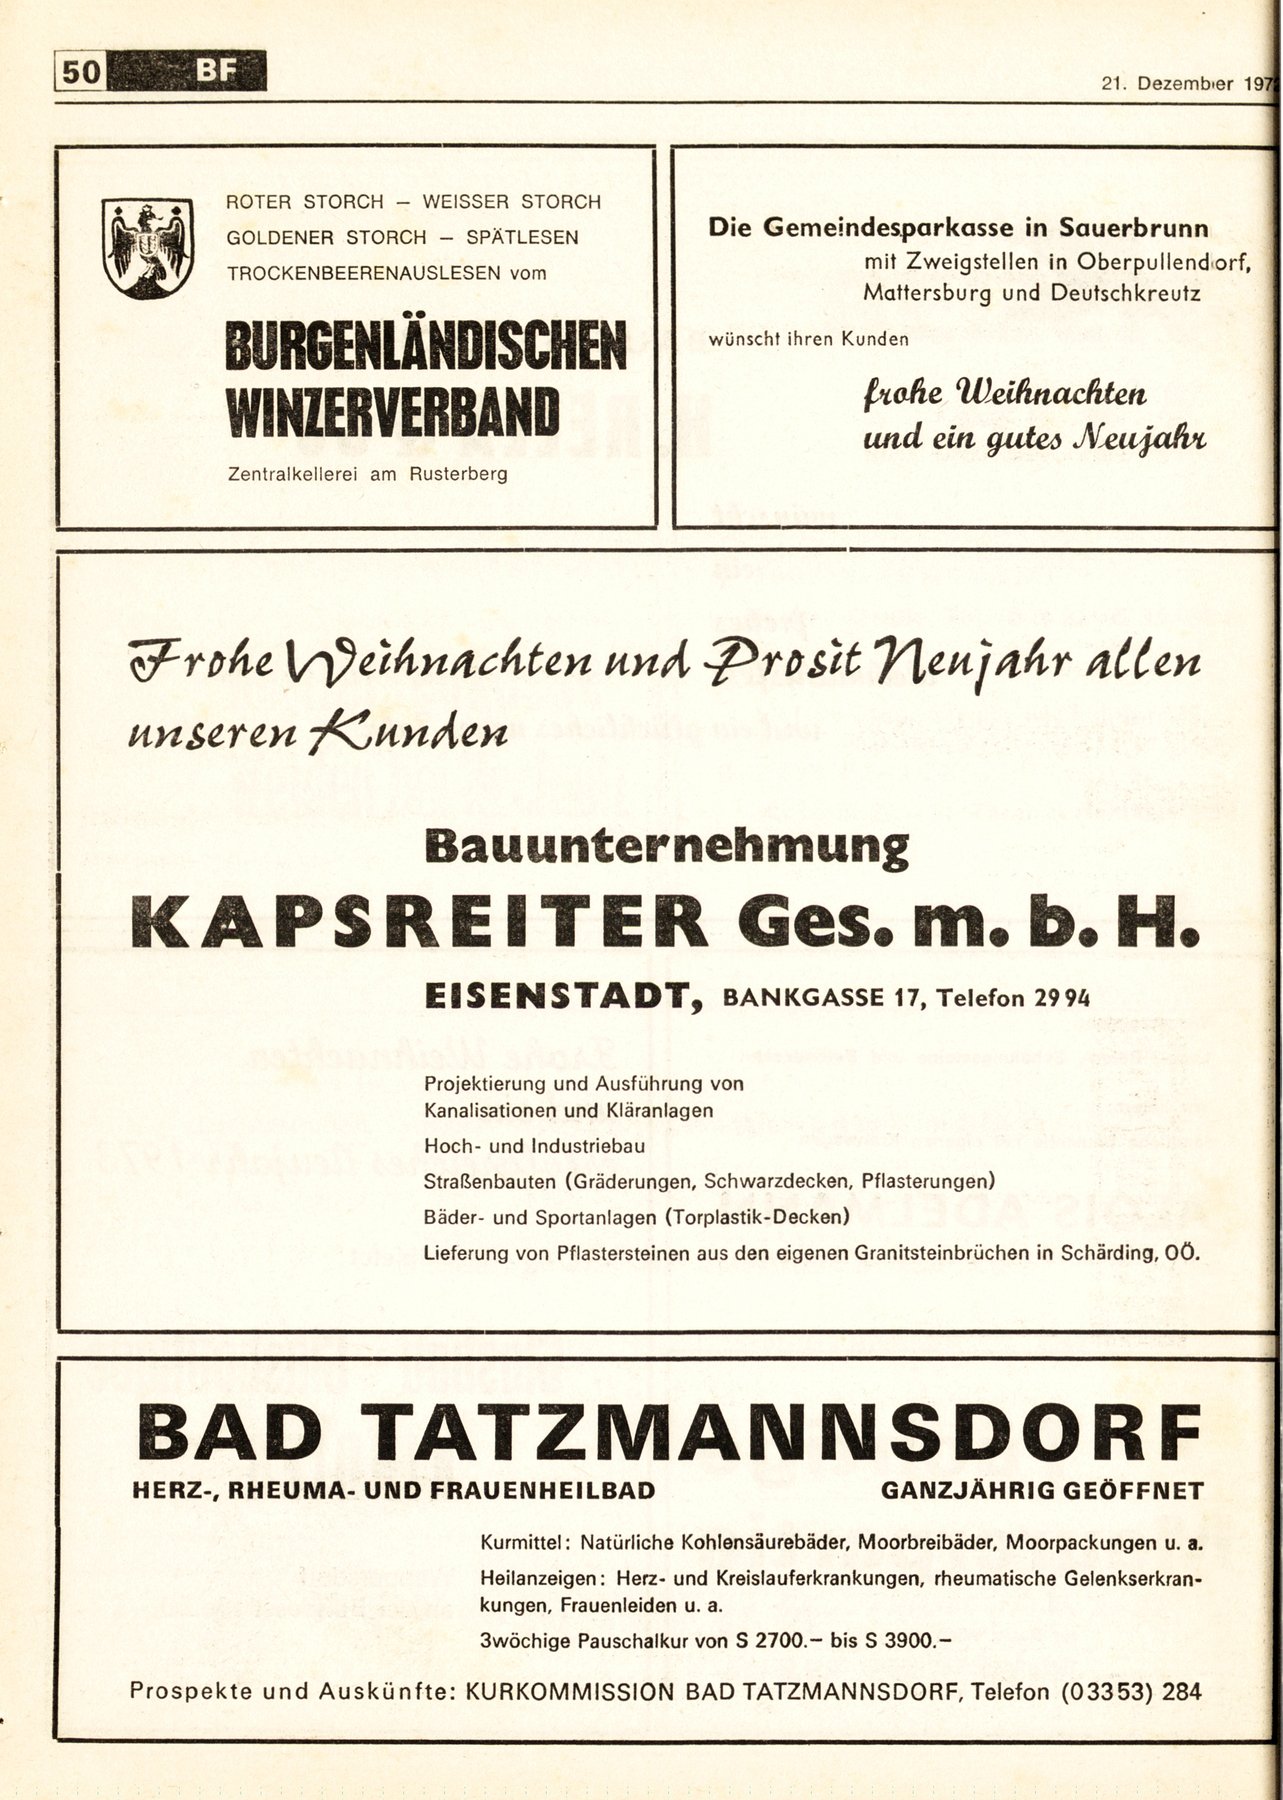 50 BF
21. Dezember 1972
ROTER STORCH – WEISSER STORCH
GOLDENER STORCH – SPÄTLESEN
TROCKENBEERENAUSLESEN vom
BURGENLÄNDISCHEN
WINZERVERBAND
Zentralkellerei am Rusterberg
Die Gemeindesparkasse in Sauerbrunn
mit Zweigstellen in Oberpullendorf,
Mattersburg und Deutschkreutz
wünscht ihren Kunden
frohe Weihnachten
und ein gutes Neujahr
Frohe Weihnachten und Prosit Neujahr allen
unseren Kunden
Bauunternehmung
KAPSREITER Ges. m. b. H.
EISENSTADT, BANKGASSE 17, Telefon 29 94
Projektierung und Ausführung von
Kanalisationen und Kläranlagen
Hoch- und Industriebau
Straßenbauten (Gräderungen, Schwarzdecken, Pflasterungen)
Bäder- und Sportanlagen (Torplastik-Decken)
Lieferung von Pflastersteinen aus den eigenen Granitsteinbrüchen in Schärding, OÖ.
BAD TATZMANNSDORF
HERZ-, RHEUMA- UND FRAUENHEILBAD GANZJÄHRIG GEÖFFNET
Kurmittel: Natürliche Kohlensäurebäder, Moorbreibäder, Moorpackungen u. a.
Heilanzeigen: Herz- und Kreislauferkrankungen, rheumatische Gelenkserkran-
kungen, Frauenleiden u. a.
3wöchige Pauschalkur von S 2700.– bis S 3900.–
Prospekte und Auskünfte: KURKOMMISSION BAD TATZMANNSDORF, Telefon (0 33 53) 284